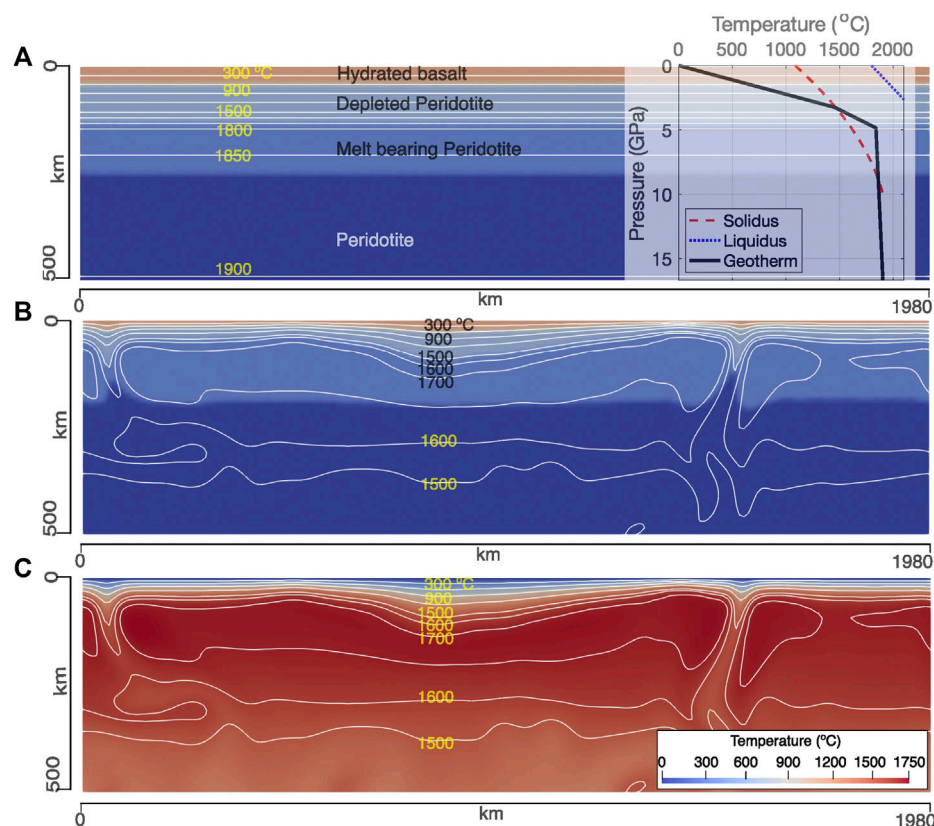 Temperature (°C)
A
0 500 1000 1500 2000
0
300 °C
Hydrated basalt
0
900
Depleted Peridotite
1500
1800
5
km
1850
Melt bearing Peridotite
Pressure (GPa)
10
Peridotite
Solidus
Liquidus
Geotherm
15
500
1900
0
km
1980
B
0
300 °C
900
1500
1600
1700
km
1600
1500
500
0
km
1980
C
0
300 °C
900
1500
1600
1700
km
1600
1500
Temperature (°C)
0 300 600 900 1200 1500 1750
500
0
km
1980